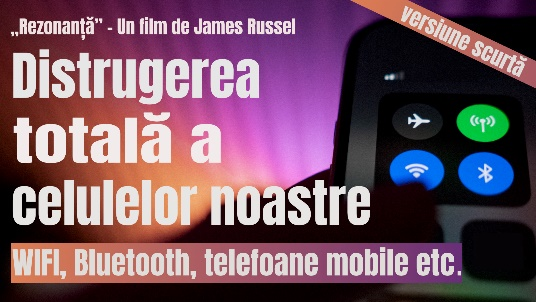 „Rezonanță” - Un film de James Russel
versiune scurtă
Distrugerea
totală a
celulelor noastre
WIFI, Bluetooth, telefoane mobile etc.